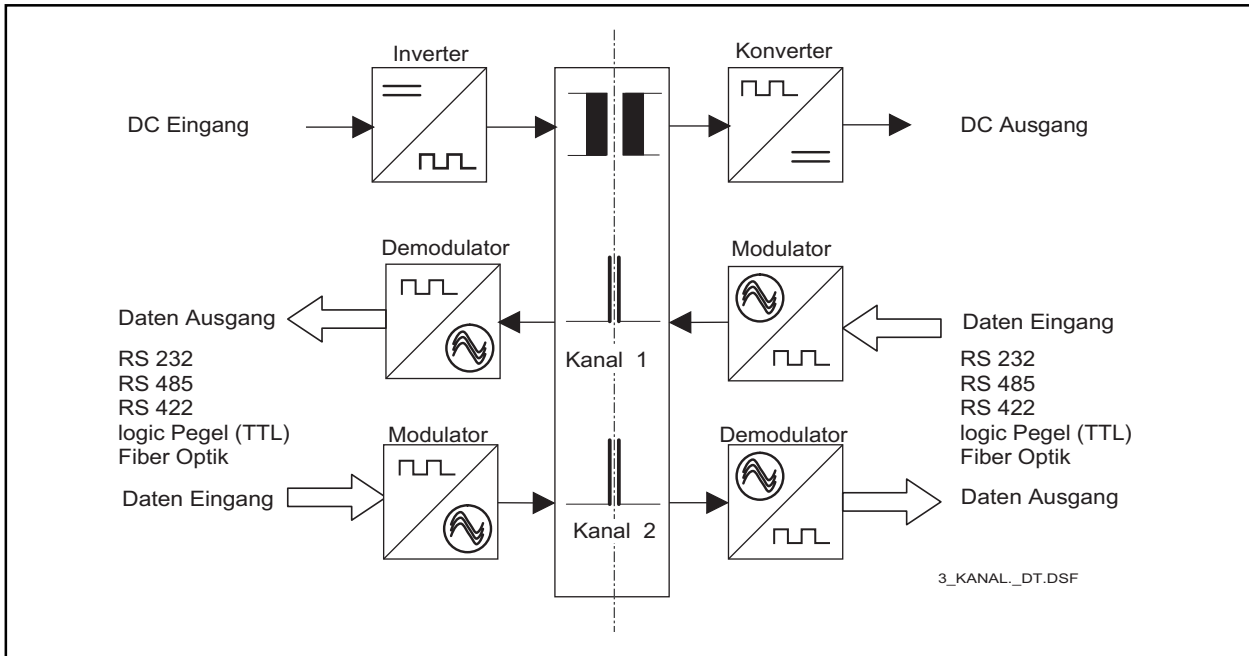 Inverter
Konverter
DC Eingang
DC Ausgang
Demodulator
Modulator
Daten Ausgang
Daten Eingang
Kanal 1
RS 232
RS 485
RS 422
logic Pegel (TTL)
Fiber Optik
RS 232
RS 485
RS 422
logic Pegel (TTL)
Fiber Optik
Modulator
Demodulator
Daten Eingang
Daten Ausgang
Kanal 2
3_KANAL._DT.DSF